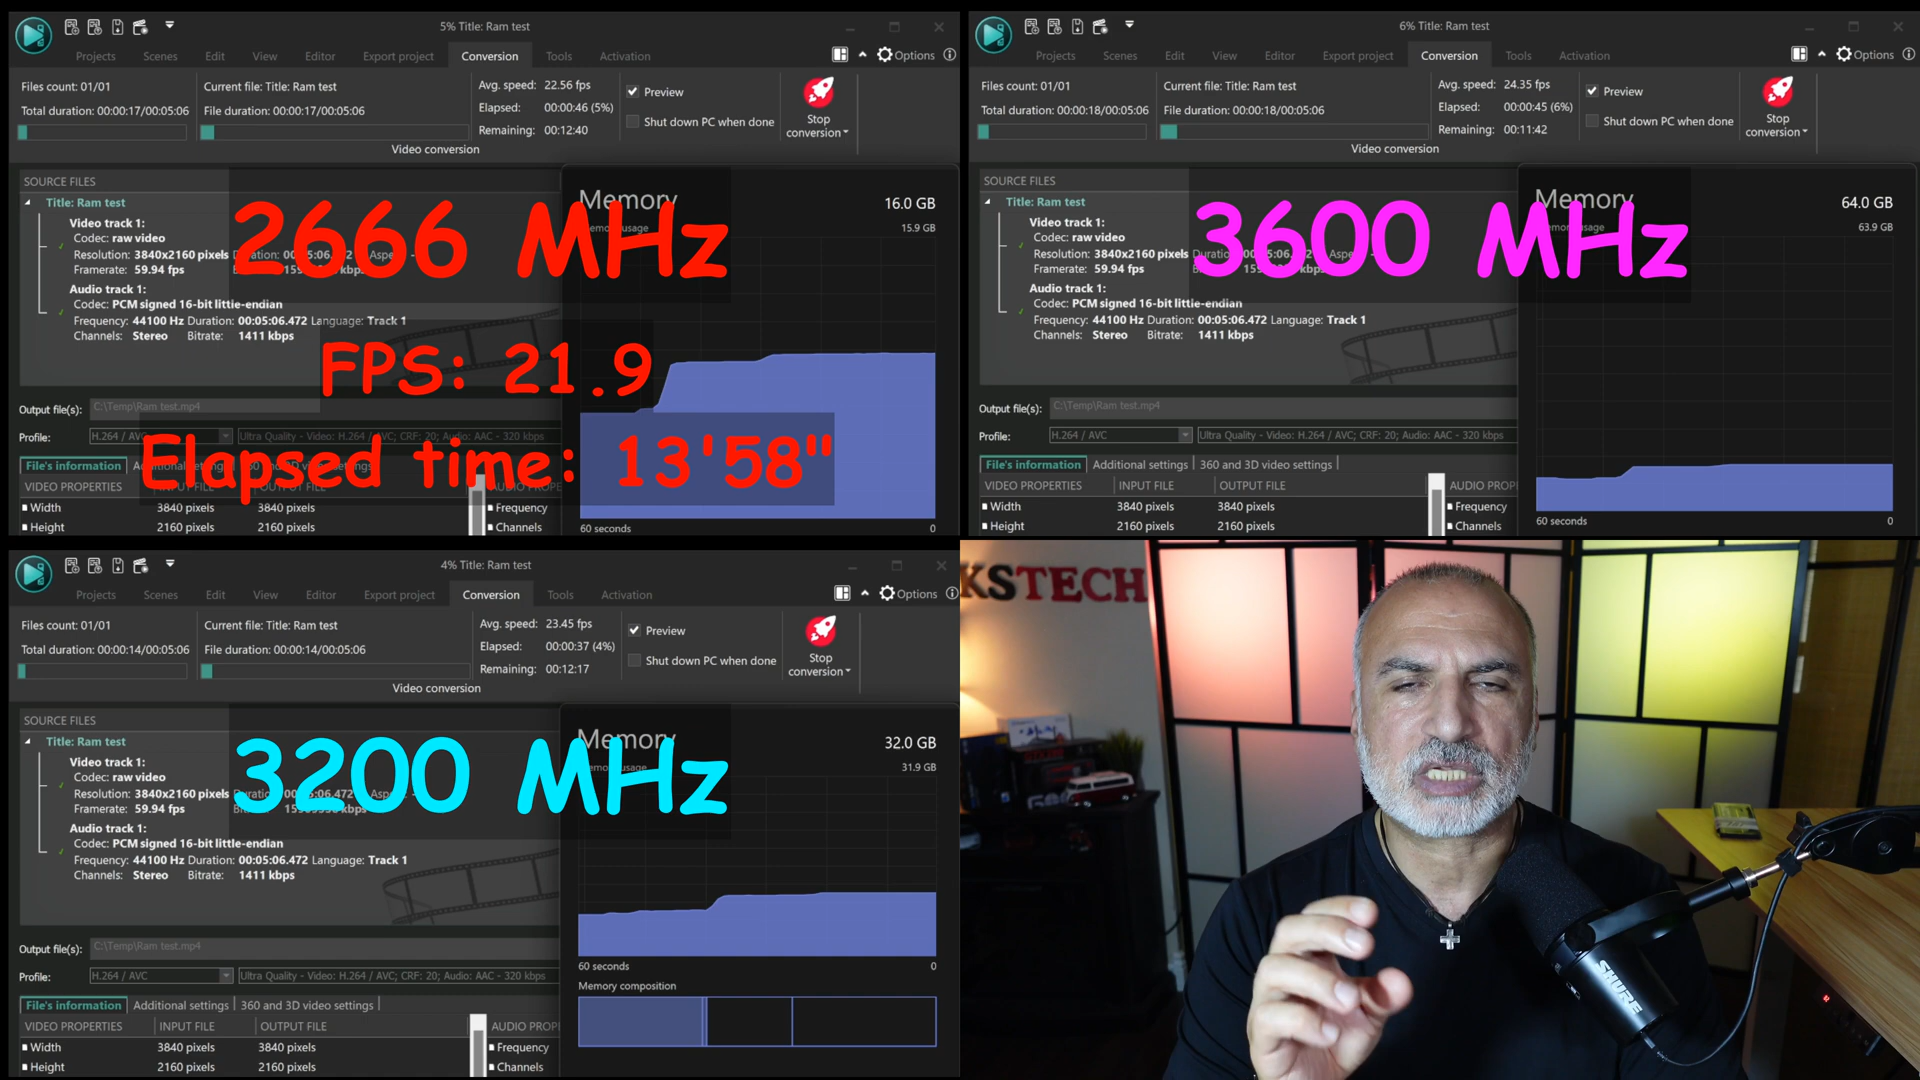 5% Title: Ram test
Projects Scenes Edit View Editor Export project Conversion Tools Activation Options
Files count: 01/01
Total duration: 00:00:17/00:05:06
Current file: Title: Ram test
File duration: 00:00:17/00:05:06
Avg. speed: 22.56 fps
Elapsed: 00:00:46 (5%)
Remaining: 00:12:40
Preview
Shut down PC when done
Stop conversion
Video conversion
SOURCE FILES
Title: Ram test
Video track 1:
Codec: raw video
Resolution: 3840x2160 pixels
Framerate: 59.94 fps
Audio track 1:
Codec: PCM signed 16-bit little-endian
Frequency: 44100 Hz Duration: 00:05:06.472 Language: Track 1
Channels: Stereo Bitrate: 1411 kbps
Memory
16.0 GB
15.9 GB
2666 MHz
FPS: 21.9
Elapsed time: 13'58"
Output file(s): C:\Temp\Ram test.mp4
Profile: H.264 / AVC Ultra Quality - Video: H.264 / AVC; CRF: 20; Audio: AAC - 320 kbps
File's information
VIDEO PROPERTIES
Width 3840 pixels 3840 pixels Frequency
Height 2160 pixels 2160 pixels Channels
60 seconds 0
6% Title: Ram test
Projects Scenes Edit View Editor Export project Conversion Tools Activation Options
Files count: 01/01
Total duration: 00:00:18/00:05:06
Current file: Title: Ram test
File duration: 00:00:18/00:05:06
Avg. speed: 24.35 fps
Elapsed: 00:00:45 (6%)
Remaining: 00:11:42
Preview
Shut down PC when done
Stop conversion
Video conversion
SOURCE FILES
Title: Ram test
Video track 1:
Codec: raw video
Resolution: 3840x2160 pixels
Framerate: 59.94 fps
Audio track 1:
Codec: PCM signed 16-bit little-endian
Frequency: 44100 Hz Duration: 00:05:06.472 Language: Track 1
Channels: Stereo Bitrate: 1411 kbps
Memory
64.0 GB
63.9 GB
3600 MHz
Output file(s): C:\Temp\Ram test.mp4
Profile: H.264 / AVC Ultra Quality - Video: H.264 / AVC; CRF: 20; Audio: AAC - 320 kbps
File's information Additional settings 360 and 3D video settings
VIDEO PROPERTIES INPUT FILE OUTPUT FILE AUDIO PROP
Width 3840 pixels 3840 pixels Frequency
Height 2160 pixels 2160 pixels Channels
60 seconds 0
4% Title: Ram test
Projects Scenes Edit View Editor Export project Conversion Tools Activation Options
Files count: 01/01
Total duration: 00:00:14/00:05:06
Current file: Title: Ram test
File duration: 00:00:14/00:05:06
Avg. speed: 23.45 fps
Elapsed: 00:00:37 (4%)
Remaining: 00:12:17
Preview
Shut down PC when done
Stop conversion
Video conversion
SOURCE FILES
Title: Ram test
Video track 1:
Codec: raw video
Resolution: 3840x2160 pixels
Framerate: 59.94 fps
Audio track 1:
Codec: PCM signed 16-bit little-endian
Frequency: 44100 Hz Duration: 00:05:06.472 Language: Track 1
Channels: Stereo Bitrate: 1411 kbps
Memory
32.0 GB
31.9 GB
3200 MHz
60 seconds 0
Memory composition
Output file(s): C:\Temp\Ram test.mp4
Profile: H.264 / AVC Ultra Quality - Video: H.264 / AVC; CRF: 20; Audio: AAC - 320 kbps
File's information Additional settings 360 and 3D video settings
VIDEO PROPERTIES INPUT FILE OUTPUT FILE AUDIO PROP
Width 3840 pixels 3840 pixels Frequency
Height 2160 pixels 2160 pixels Channels
KSTECH
SHURE